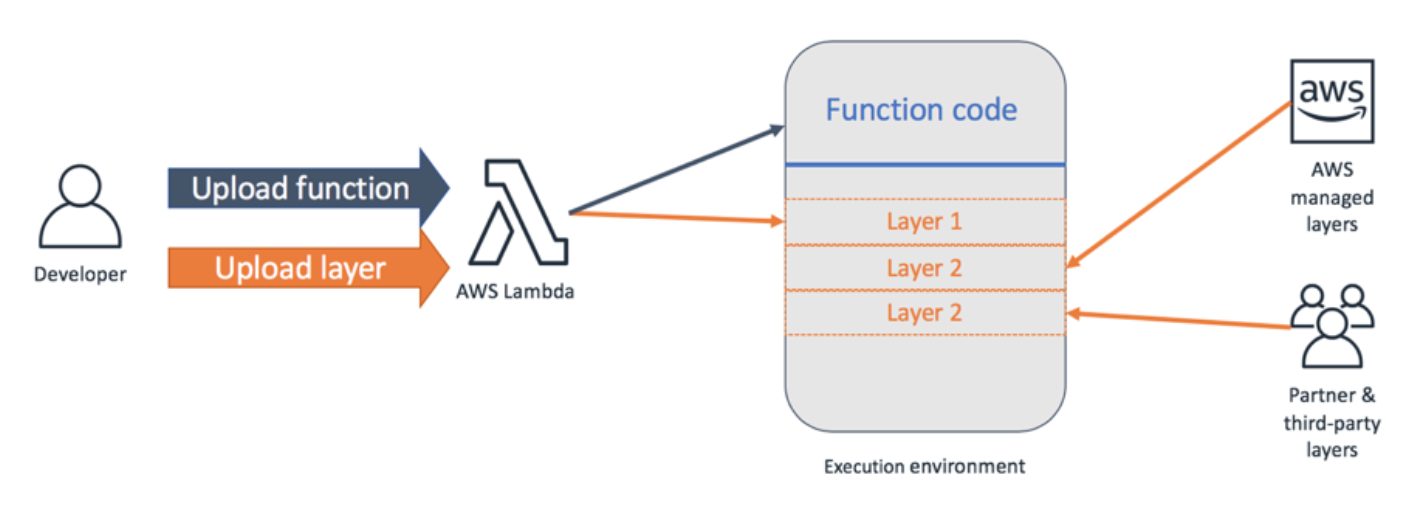 Developer
Upload function
Upload layer
AWS Lambda
Function code
Layer 1
Layer 2
Layer 2
Execution environment
aws
AWS
managed
layers
Partner &
third-party
layers